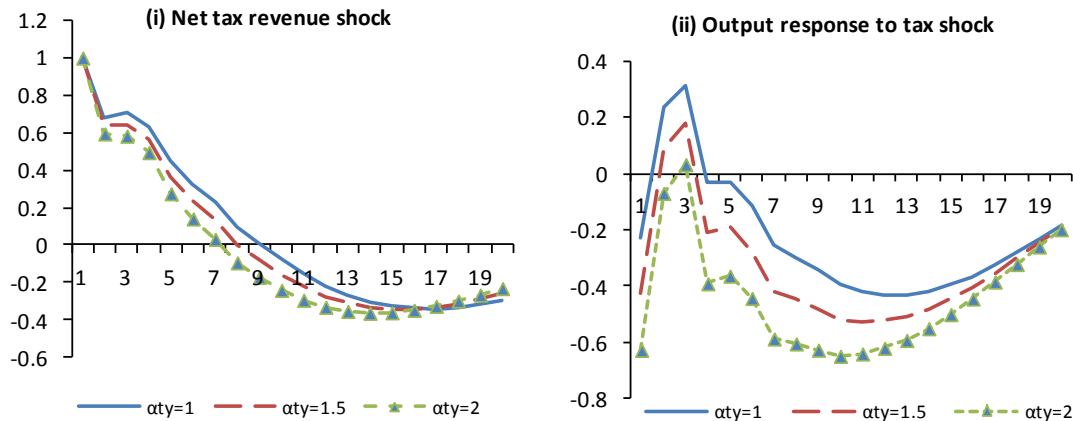 (i) Net tax revenue shock
1.2
1
0.8
0.6
0.4
0.2
0
-0.2
-0.4
-0.6
1 3 5 7 9 11 13 15 17 19
αty=1 αty=1.5 αty=2
(ii) Output response to tax shock
0.4
0.2
0
-0.2
-0.4
-0.6
-0.8
1 3 5 7 9 11 13 15 17 19
αty=1 αty=1.5 αty=2